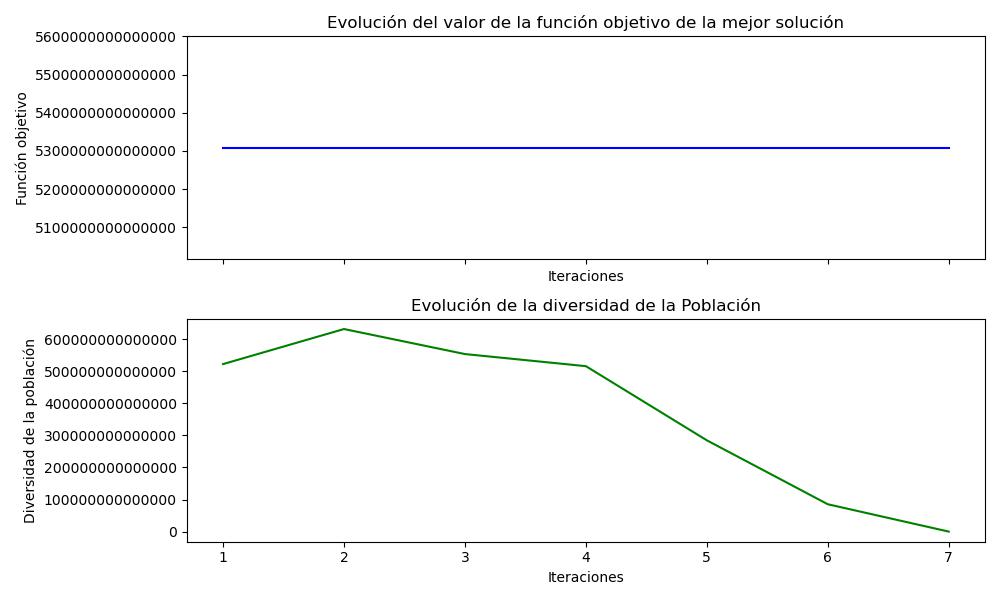 Evolución del valor de la función objetivo de la mejor solución
Función objetivo
5600000000000000
5500000000000000
5400000000000000
5300000000000000
5200000000000000
5100000000000000
Iteraciones
Evolución de la diversidad de la Población
Diversidad de la población
600000000000000
500000000000000
400000000000000
300000000000000
200000000000000
100000000000000
0
1 2 3 4 5 6 7
Iteraciones